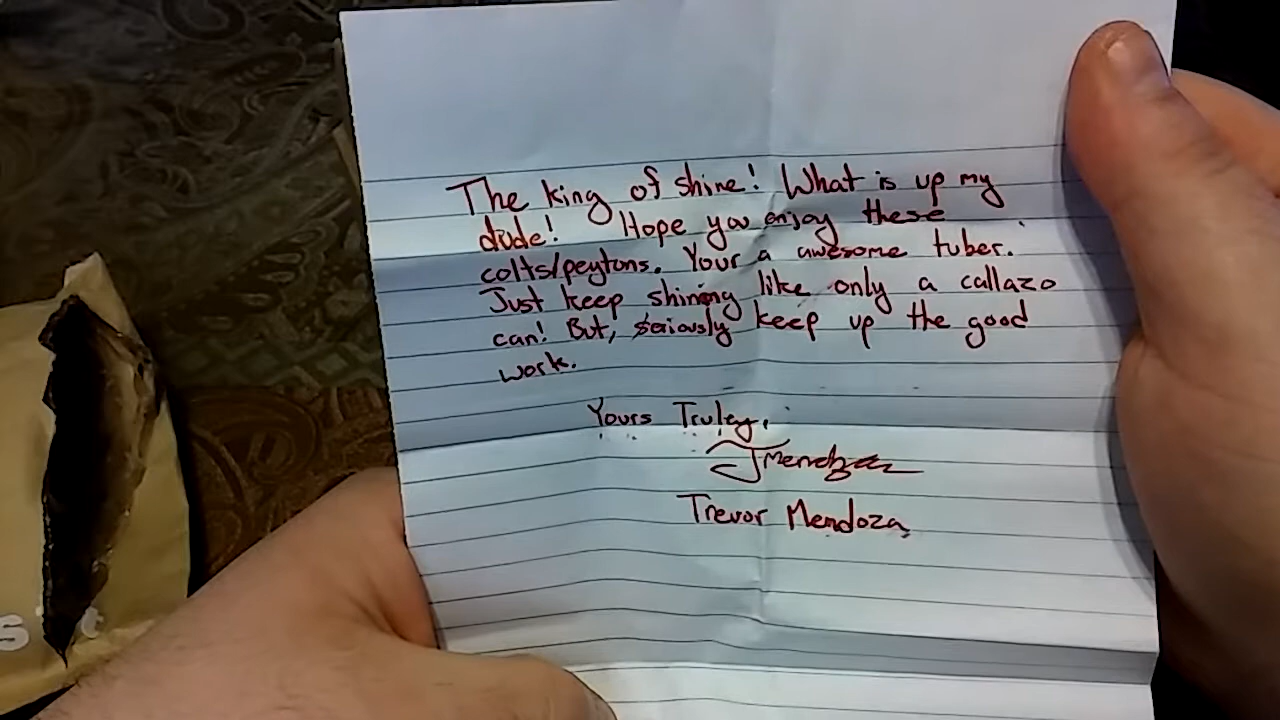 The king of shine! What is up my
dude! Hope you enjoy these
colts/peytons. Your a awesome tuber.
Just keep shining like only a callazo
can! But, seriously keep up the good
work.
Yours Truley,
TMendoza
Trevor Mendoza
s t